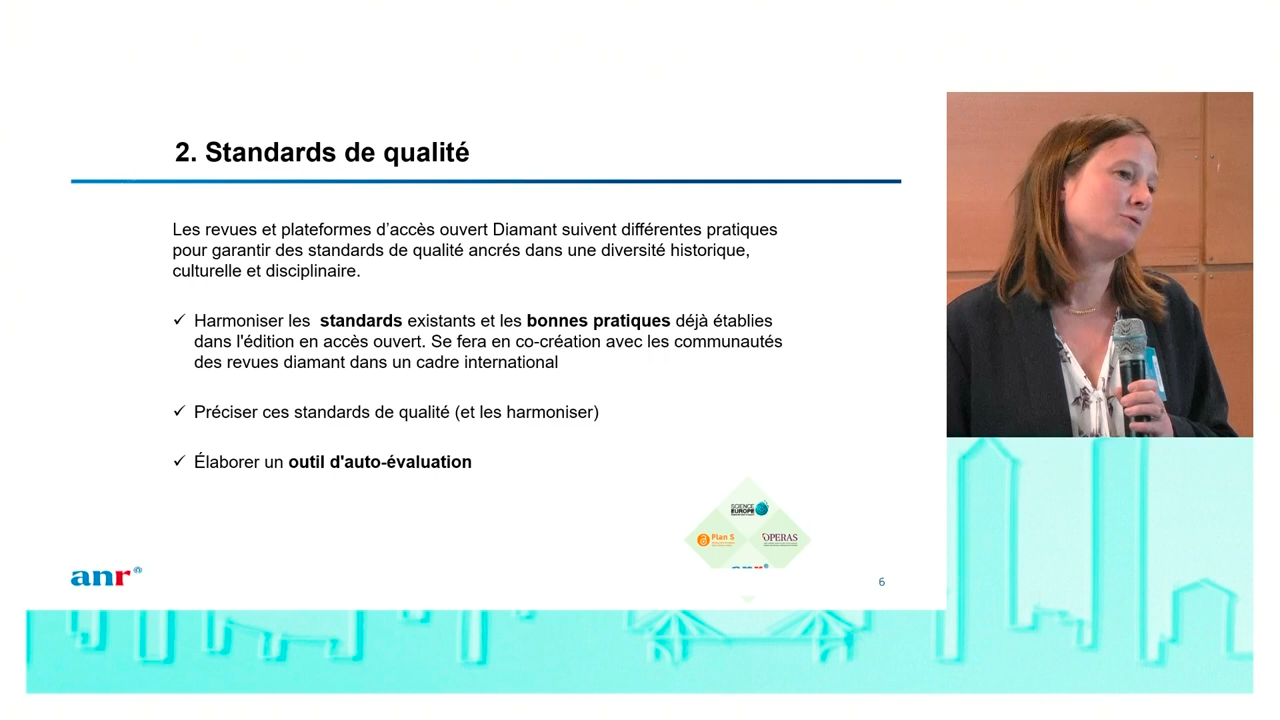 2. Standards de qualité
Les revues et plateformes d’accès ouvert Diamant suivent différentes pratiques
pour garantir des standards de qualité ancrés dans une diversité historique,
culturelle et disciplinaire.
✓ Harmoniser les  standards existants et les bonnes pratiques déjà établies
dans l'édition en accès ouvert. Se fera en co-création avec les communautés
des revues diamant dans un cadre international
✓ Préciser ces standards de qualité (et les harmoniser)
✓ Élaborer un outil d'auto-évaluation
SCIENCE
EUROPE
Plan S
OPERAS
anr
6